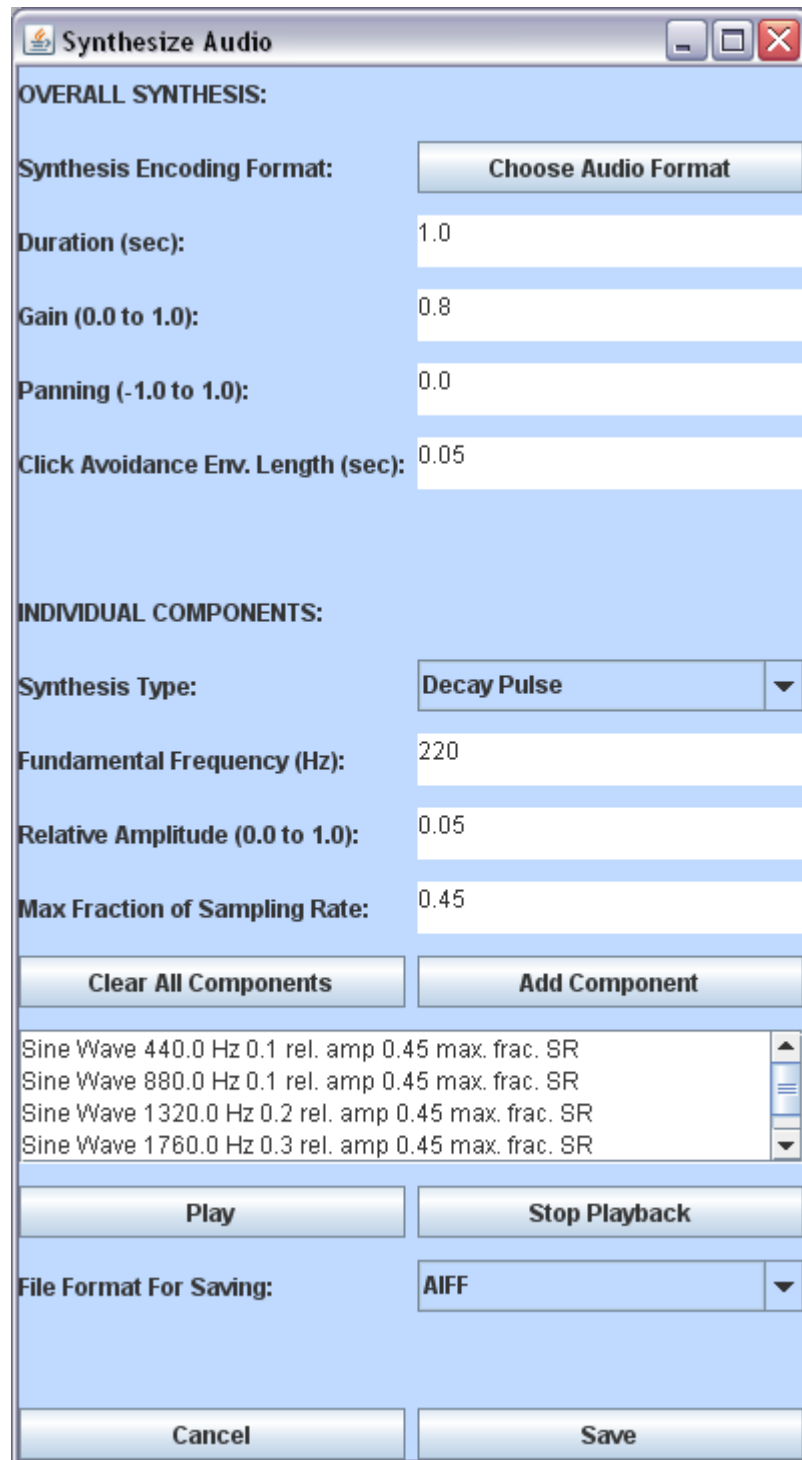 Synthesize Audio
OVERALL SYNTHESIS:
Synthesis Encoding Format: Choose Audio Format
Duration (sec): 1.0
Gain (0.0 to 1.0): 0.8
Panning (-1.0 to 1.0): 0.0
Click Avoidance Env. Length (sec): 0.05
INDIVIDUAL COMPONENTS:
Synthesis Type: Decay Pulse
Fundamental Frequency (Hz): 220
Relative Amplitude (0.0 to 1.0): 0.05
Max Fraction of Sampling Rate: 0.45
Clear All Components Add Component
Sine Wave 440.0 Hz 0.1 rel. amp 0.45 max. frac. SR
Sine Wave 880.0 Hz 0.1 rel. amp 0.45 max. frac. SR
Sine Wave 1320.0 Hz 0.2 rel. amp 0.45 max. frac. SR
Sine Wave 1760.0 Hz 0.3 rel. amp 0.45 max. frac. SR
Play Stop Playback
File Format For Saving: AIFF
Cancel Save